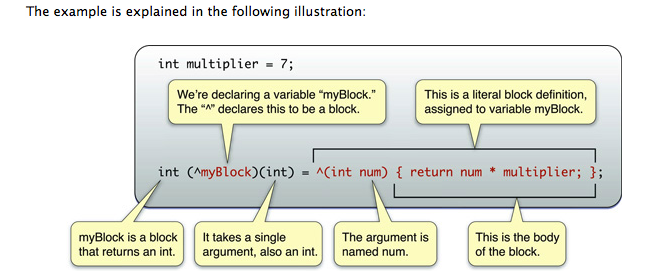 The example is explained in the following illustration:
int multiplier = 7;
We're declaring a variable “myBlock.”
The “^” declares this to be a block.
This is a literal block definition,
assigned to variable myBlock.
int (^myBlock)(int) = ^(int num) { return num * multiplier; };
myBlock is a block
that returns an int.
It takes a single
argument, also an int.
The argument is
named num.
This is the body
of the block.